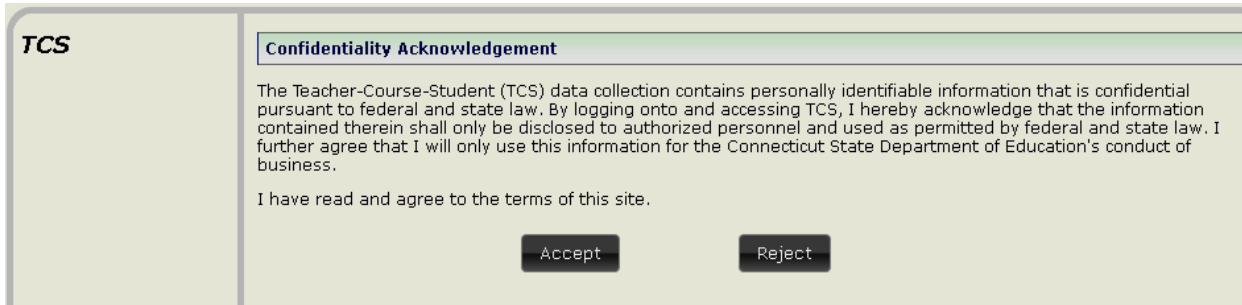 TCS
Confidentiality Acknowledgement
The Teacher-Course-Student (TCS) data collection contains personally identifiable information that is confidential
pursuant to federal and state law. By logging onto and accessing TCS, I hereby acknowledge that the information
contained therein shall only be disclosed to authorized personnel and used as permitted by federal and state law. I
further agree that I will only use this information for the Connecticut State Department of Education's conduct of
business.
I have read and agree to the terms of this site.
Accept Reject